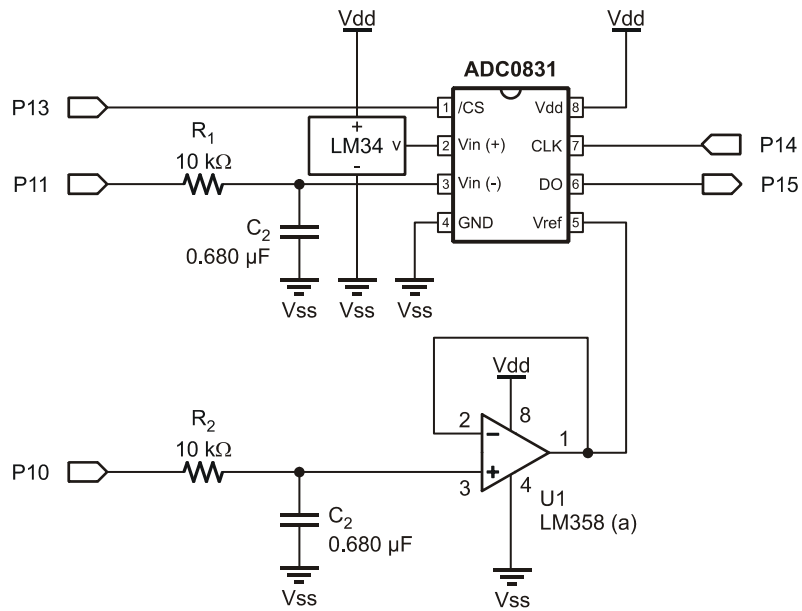 Vdd
Vdd
ADC0831
P13
1 /CS
Vdd 8
R1
10 kΩ
+
LM34 v
-
2 Vin (+)
CLK 7
P14
P11
3 Vin (-)
DO 6
P15
4 GND
Vref 5
C2
0.680 µF
Vss
Vss
Vss
Vdd
R2
10 kΩ
2
-
8
1
P10
+
3
4
U1
LM358 (a)
C2
0.680 µF
Vss
Vss